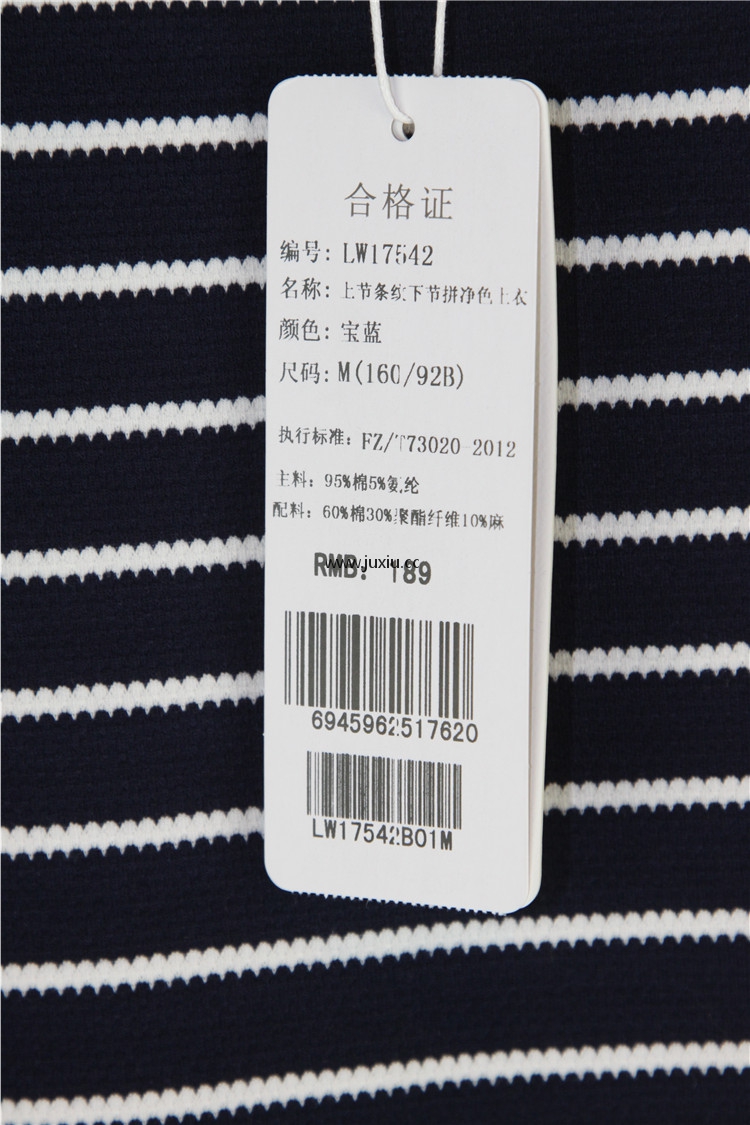 合格证
编号: LW17542
名称: 上节条纹下节拼净色上衣
颜色: 宝蓝
尺码: M(160/92B)
执行标准: FZ/T73020-2012
主料: 95%棉5%氨纶
配料: 60%棉30%聚酯纤维10%麻
RMB: 189
www.juxiu.cc
6945962517620
LW17542B01M